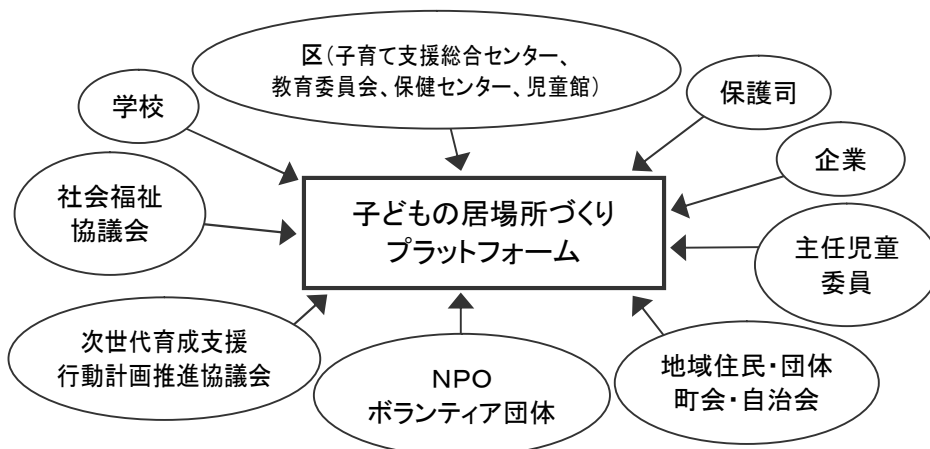 区(子育て支援総合センター、
教育委員会、保健センター、児童館)
学校
保護司
企業
社会福祉
協議会
子どもの居場所づくり
プラットフォーム
主任児童
委員
次世代育成支援
行動計画推進協議会
NPO
ボランティア団体
地域住民・団体
町会・自治会